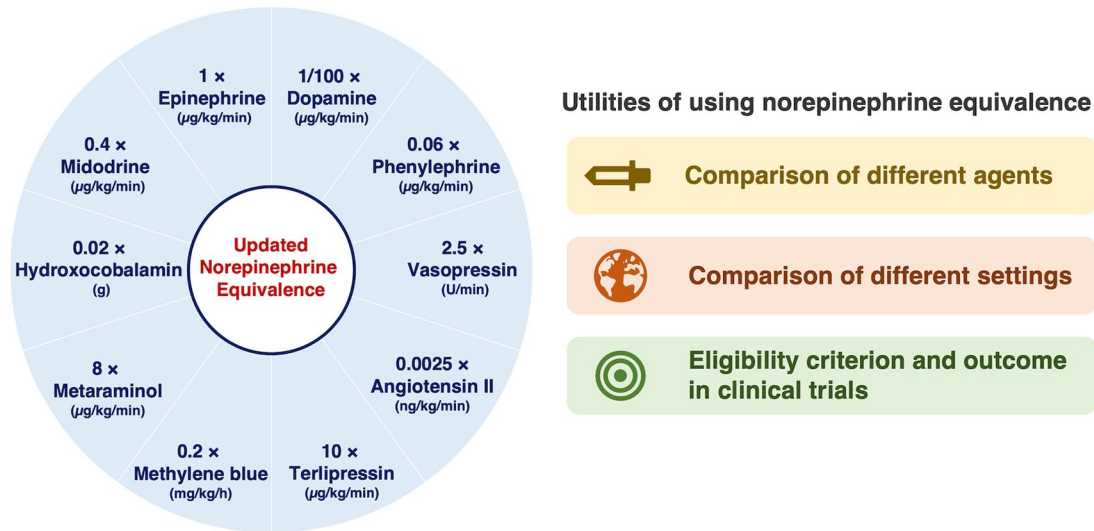 1 ×
Epinephrine
(µg/kg/min)
1/100 ×
Dopamine
(µg/kg/min)
0.06 ×
Phenylephrine
(µg/kg/min)
2.5 ×
Vasopressin
(U/min)
0.0025 ×
Angiotensin II
(ng/kg/min)
10 ×
Terlipressin
(µg/kg/min)
0.2 ×
Methylene blue
(mg/kg/h)
8 ×
Metaraminol
(µg/kg/min)
0.02 ×
Hydroxocobalamin
(g)
0.4 ×
Midodrine
(µg/kg/min)
Updated
Norepinephrine
Equivalence
Utilities of using norepinephrine equivalence
Comparison of different agents
Comparison of different settings
Eligibility criterion and outcome
in clinical trials